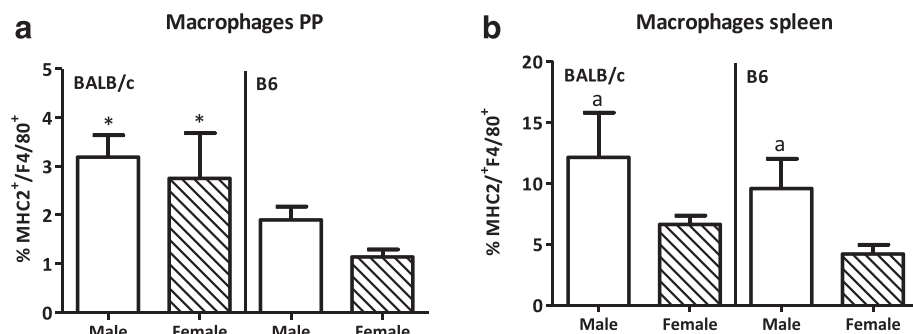 a
Macrophages PP
% MHC2⁺/F4/80⁺
5
4
3
2
1
0
BALB/c
B6
*
*
Male
Female
Male
Female
b
Macrophages spleen
% MHC2/⁺F4/80⁺
20
15
10
5
0
BALB/c
B6
a
a
Male
Female
Male
Female